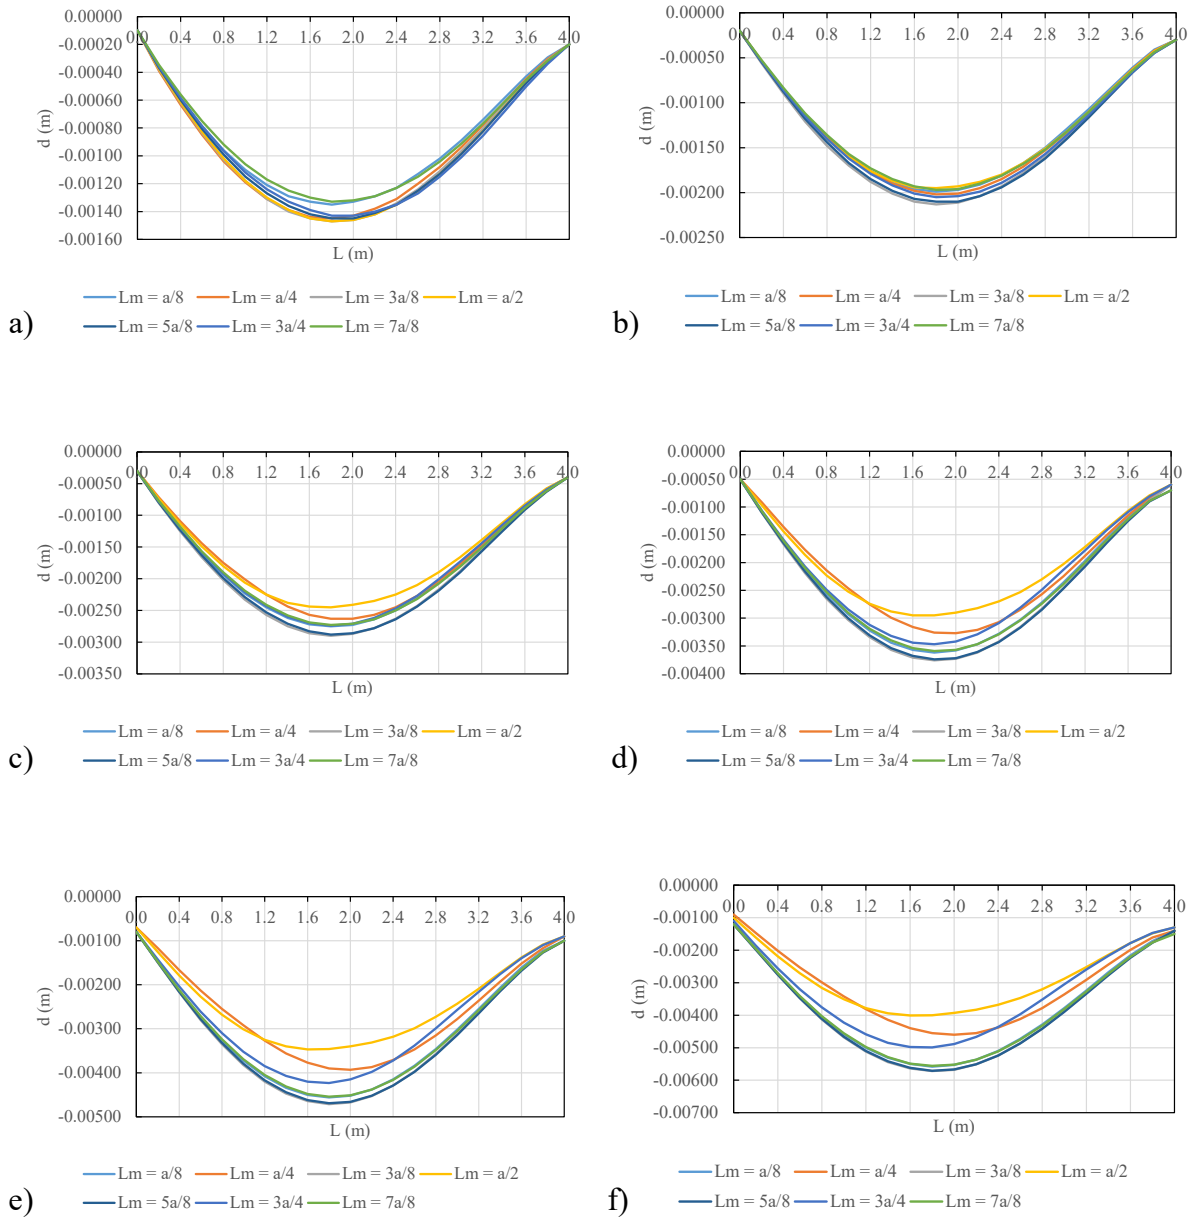 0.00000
0.0 0.4 0.8 1.2 1.6 2.0 2.4 2.8 3.2 3.6 4.0
-0.00020
-0.00040
-0.00060
-0.00080
-0.00100
-0.00120
-0.00140
-0.00160
d (m)
L (m)
Lm = a/8 Lm = a/4 Lm = 3a/8 Lm = a/2
Lm = 5a/8 Lm = 3a/4 Lm = 7a/8
a)
0.00000
0.0 0.4 0.8 1.2 1.6 2.0 2.4 2.8 3.2 3.6 4.0
-0.00050
-0.00100
-0.00150
-0.00200
-0.00250
d (m)
L (m)
Lm = a/8 Lm = a/4 Lm = 3a/8 Lm = a/2
Lm = 5a/8 Lm = 3a/4 Lm = 7a/8
b)
0.00000
0.0 0.4 0.8 1.2 1.6 2.0 2.4 2.8 3.2 3.6 4.0
-0.00050
-0.00100
-0.00150
-0.00200
-0.00250
-0.00300
-0.00350
d (m)
L (m)
Lm = a/8 Lm = a/4 Lm = 3a/8 Lm = a/2
Lm = 5a/8 Lm = 3a/4 Lm = 7a/8
c)
0.00000
0.0 0.4 0.8 1.2 1.6 2.0 2.4 2.8 3.2 3.6 4.0
-0.00050
-0.00100
-0.00150
-0.00200
-0.00250
-0.00300
-0.00350
-0.00400
d (m)
L (m)
Lm = a/8 Lm = a/4 Lm = 3a/8 Lm = a/2
Lm = 5a/8 Lm = 3a/4 Lm = 7a/8
d)
0.00000
0.0 0.4 0.8 1.2 1.6 2.0 2.4 2.8 3.2 3.6 4.0
-0.00100
-0.00200
-0.00300
-0.00400
-0.00500
d (m)
L (m)
Lm = a/8 Lm = a/4 Lm = 3a/8 Lm = a/2
Lm = 5a/8 Lm = 3a/4 Lm = 7a/8
e)
0.00000
0.0 0.4 0.8 1.2 1.6 2.0 2.4 2.8 3.2 3.6 4.0
-0.00100
-0.00200
-0.00300
-0.00400
-0.00500
-0.00600
-0.00700
d (m)
L (m)
Lm = a/8 Lm = a/4 Lm = 3a/8 Lm = a/2
Lm = 5a/8 Lm = 3a/4 Lm = 7a/8
f)